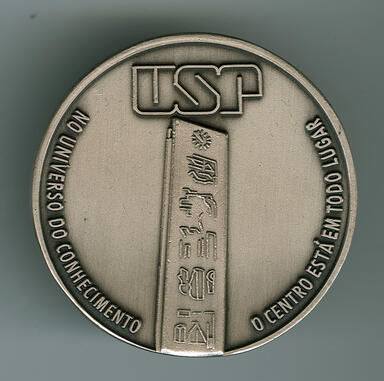 USP
NO UNIVERSO DO CONHECIMENTO
O CENTRO ESTÁ EM TODO LUGAR